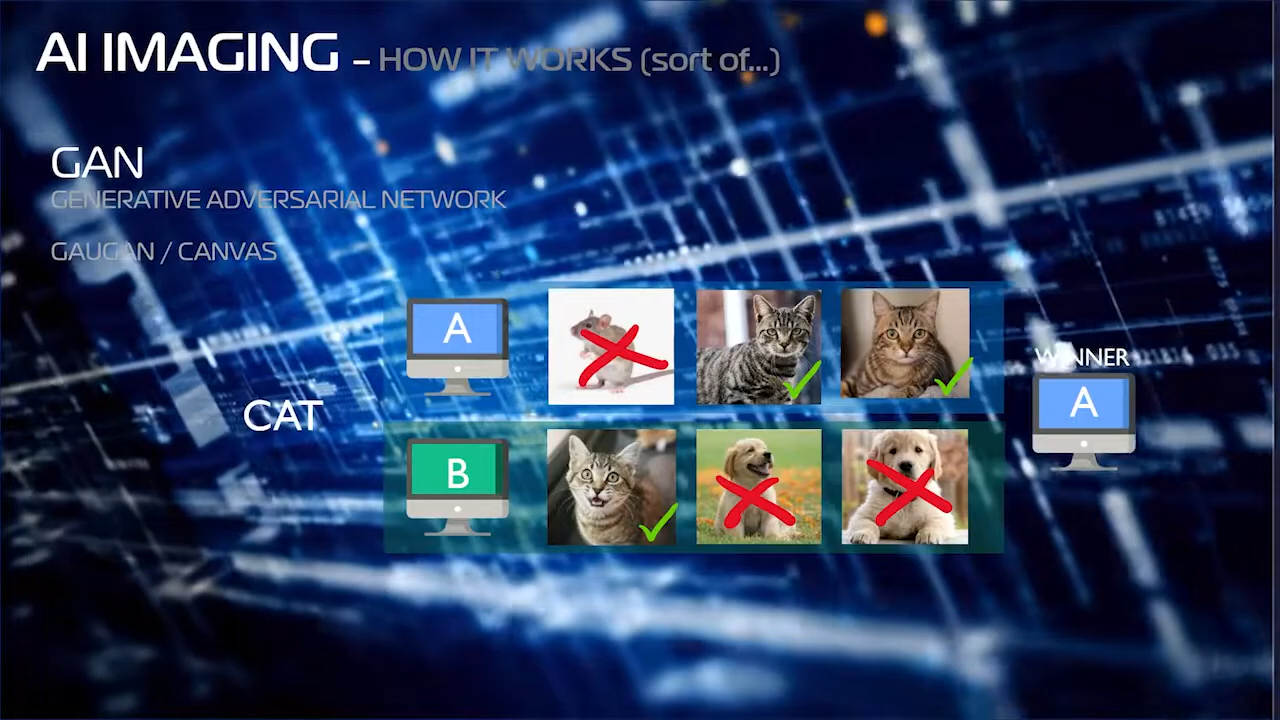 AI IMAGING – HOW IT WORKS (sort of...)
GAN
GENERATIVE ADVERSARIAL NETWORK
GAUGAN / CANVAS
A
WINNER
A
CAT
B